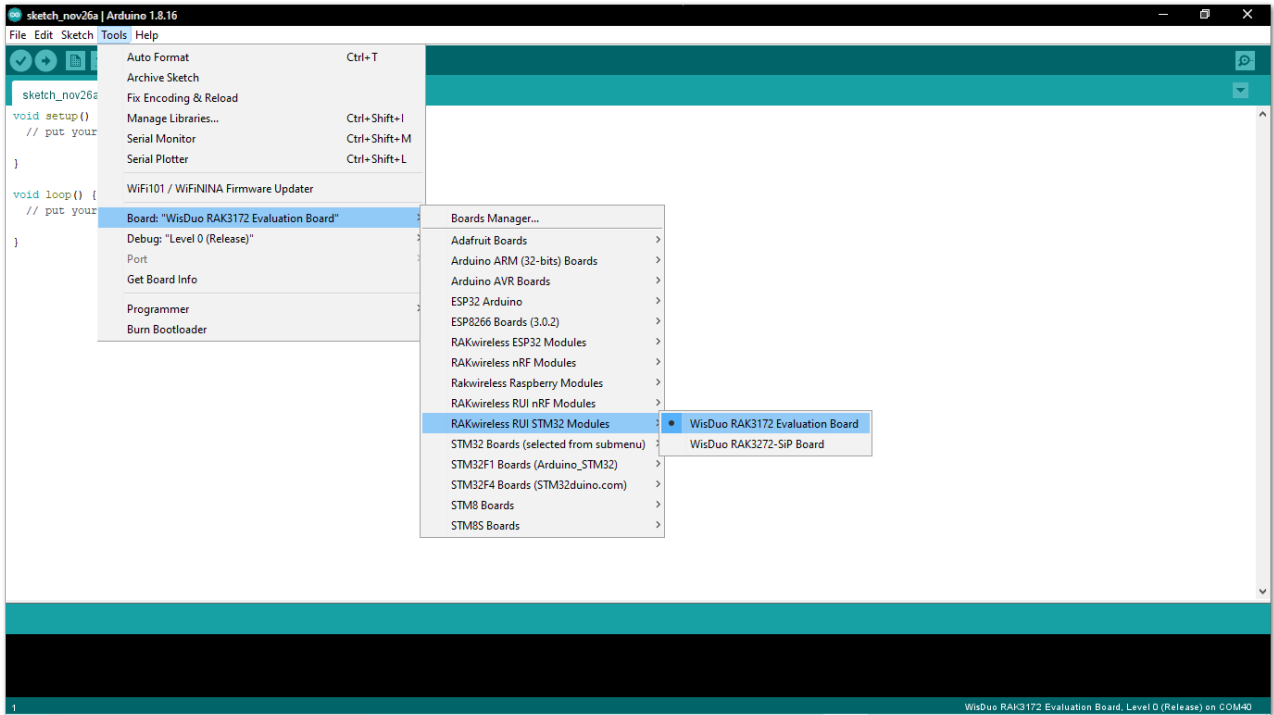 sketch_nov26a | Arduino 1.8.16
File Edit Sketch Tools Help
sketch_nov26a
void setup()
// put your
}
void loop() {
// put your
}
Auto Format Ctrl+T
Archive Sketch
Fix Encoding & Reload
Manage Libraries... Ctrl+Shift+I
Serial Monitor Ctrl+Shift+M
Serial Plotter Ctrl+Shift+L
WiFi101 / WiFiNINA Firmware Updater
Board: "WisDuo RAK3172 Evaluation Board"
Debug: "Level 0 (Release)"
Port
Get Board Info
Programmer
Burn Bootloader
Boards Manager...
Adafruit Boards
Arduino ARM (32-bits) Boards
Arduino AVR Boards
ESP32 Arduino
ESP8266 Boards (3.0.2)
RAKwireless ESP32 Modules
RAKwireless nRF Modules
Rakwireless Raspberry Modules
RAKwireless RUI nRF Modules
RAKwireless RUI STM32 Modules
STM32 Boards (selected from submenu)
STM32F1 Boards (Arduino_STM32)
STM32F4 Boards (STM32duino.com)
STM8 Boards
STM8S Boards
WisDuo RAK3172 Evaluation Board
WisDuo RAK3272-SiP Board
1 WisDuo RAK3172 Evaluation Board, Level 0 (Release) on COM40